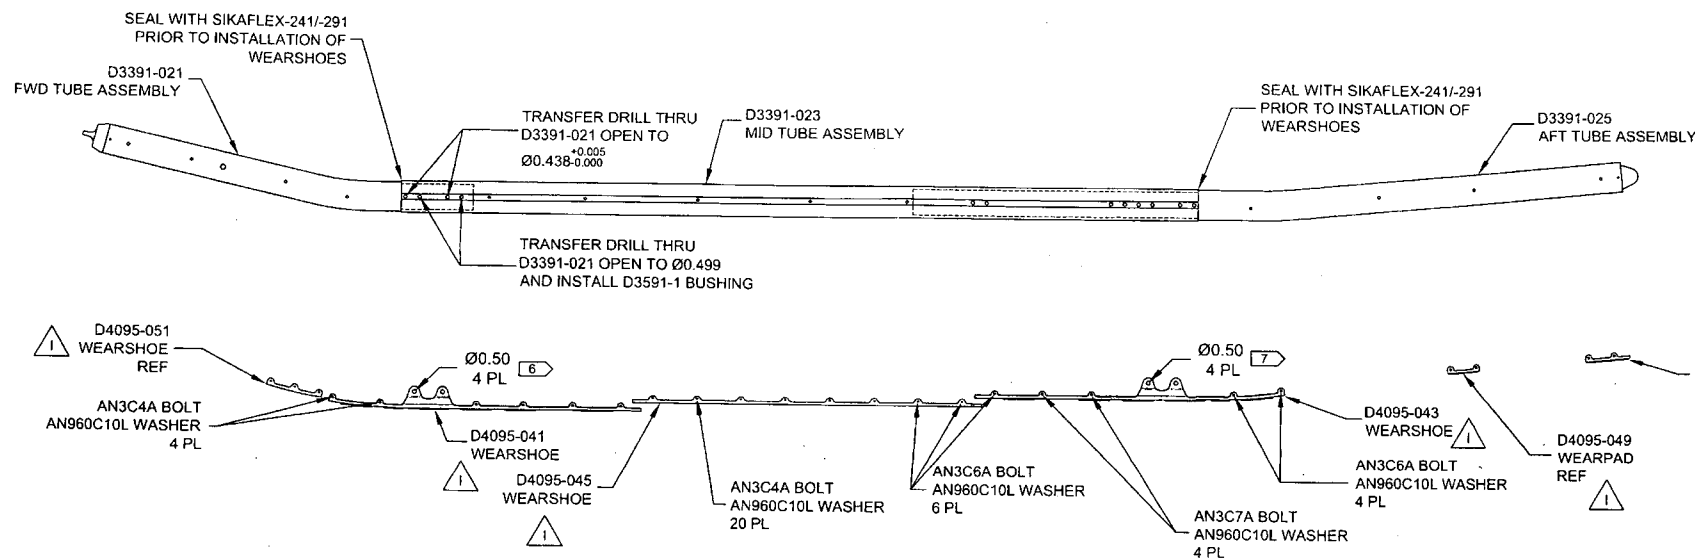 SEAL WITH SIKAFLEX-241/-291
PRIOR TO INSTALLATION OF
WEARSHOES
D3391-021
FWD TUBE ASSEMBLY
TRANSFER DRILL THRU
D3391-021 OPEN TO
Ø0.438 +0.005 -0.000
D3391-023
MID TUBE ASSEMBLY
SEAL WITH SIKAFLEX-241/-291
PRIOR TO INSTALLATION OF
WEARSHOES
D3391-025
AFT TUBE ASSEMBLY
TRANSFER DRILL THRU
D3391-021 OPEN TO Ø0.499
AND INSTALL D3591-1 BUSHING
1
D4095-051
WEARSHOE
REF
Ø0.50
4 PL
6
Ø0.50
4 PL
7
AN3C4A BOLT
AN960C10L WASHER
4 PL
D4095-041
WEARSHOE
1
D4095-045
WEARSHOE
1
AN3C4A BOLT
AN960C10L WASHER
20 PL
AN3C6A BOLT
AN960C10L WASHER
6 PL
AN3C7A BOLT
AN960C10L WASHER
4 PL
AN3C6A BOLT
AN960C10L WASHER
4 PL
D4095-043
WEARSHOE
1
D4095-049
WEARPAD
REF
1